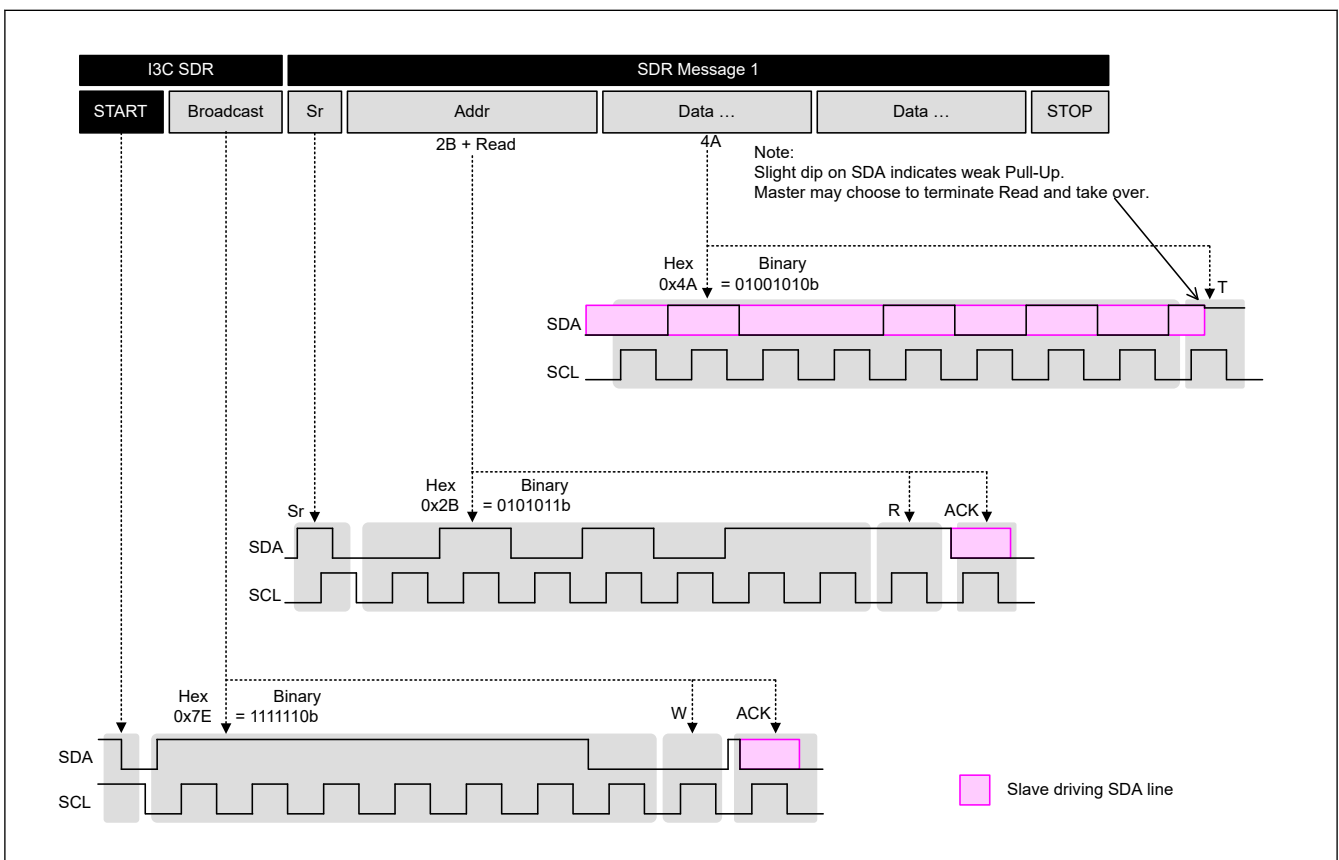 I3C SDR
SDR Message 1
START
Broadcast
Sr
Addr
Data …
Data …
STOP
2B + Read
4A
Note:
Slight dip on SDA indicates weak Pull-Up.
Master may choose to terminate Read and take over.
Hex Binary
0x4A = 01001010b
T
SDA
SCL
Hex Binary
0x2B = 0101011b
Sr
R
ACK
SDA
SCL
Hex Binary
0x7E = 1111110b
W
ACK
SDA
SCL
Slave driving SDA line